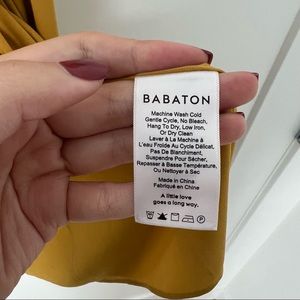 BABATON
Machine Wash Cold
Gentle Cycle, No Bleach,
Hang To Dry, Low Iron,
Or Dry Clean
Laver À La Machine À
L'eau Froide Au Cycle Délicat,
Pas De Blanchiment,
Suspendre Pour Sécher,
Repasser à Basse Température,
Ou Nettoyer à Sec
Made in China
Fabriqué en Chine
A little love
goes a long way.